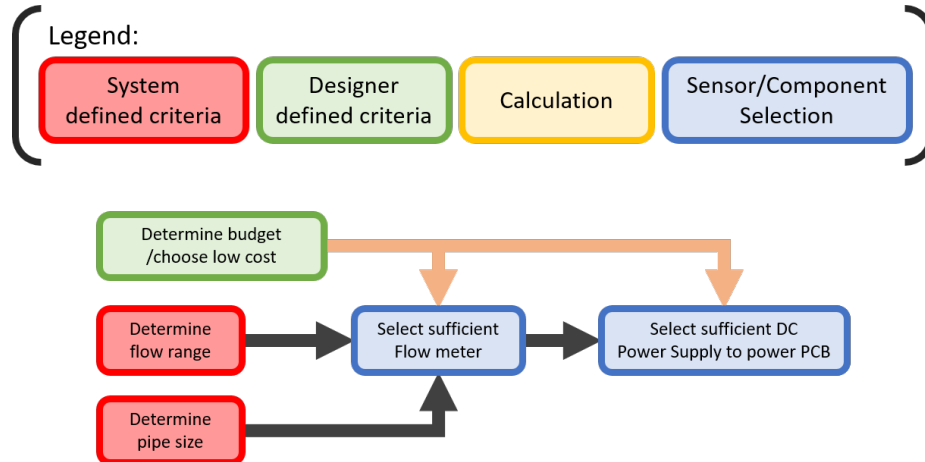 Legend:
System
defined criteria
Designer
defined criteria
Calculation
Sensor/Component
Selection
Determine budget
/choose low cost
Determine
flow range
Select sufficient
Flow meter
Select sufficient DC
Power Supply to power PCB
Determine
pipe size